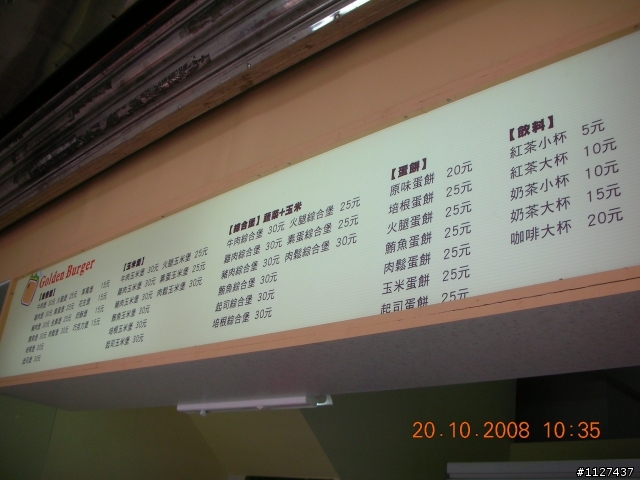 Golden Burger
【玉米堡】
牛肉玉米堡 30元 火腿玉米堡 25元
雞肉玉米堡 30元 素蛋玉米堡 25元
豬肉玉米堡 30元 肉鬆玉米堡 30元
鮪魚玉米堡 30元
培根玉米堡 30元
起司玉米堡 30元
【綜合堡】蔬菜+玉米
牛肉綜合堡 30元 火腿綜合堡 25元
雞肉綜合堡 30元 素蛋綜合堡 25元
豬肉綜合堡 30元 肉鬆綜合堡 30元
鮪魚綜合堡 30元
起司綜合堡 30元
培根綜合堡 30元
【蛋餅】
原味蛋餅 20元
培根蛋餅 25元
火腿蛋餅 25元
鮪魚蛋餅 25元
肉鬆蛋餅 25元
玉米蛋餅 25元
起司蛋餅 25元
【飲料】
紅茶小杯 5元
紅茶大杯 10元
奶茶小杯 10元
奶茶大杯 15元
咖啡大杯 20元
20.10.2008 10:35
#1127437